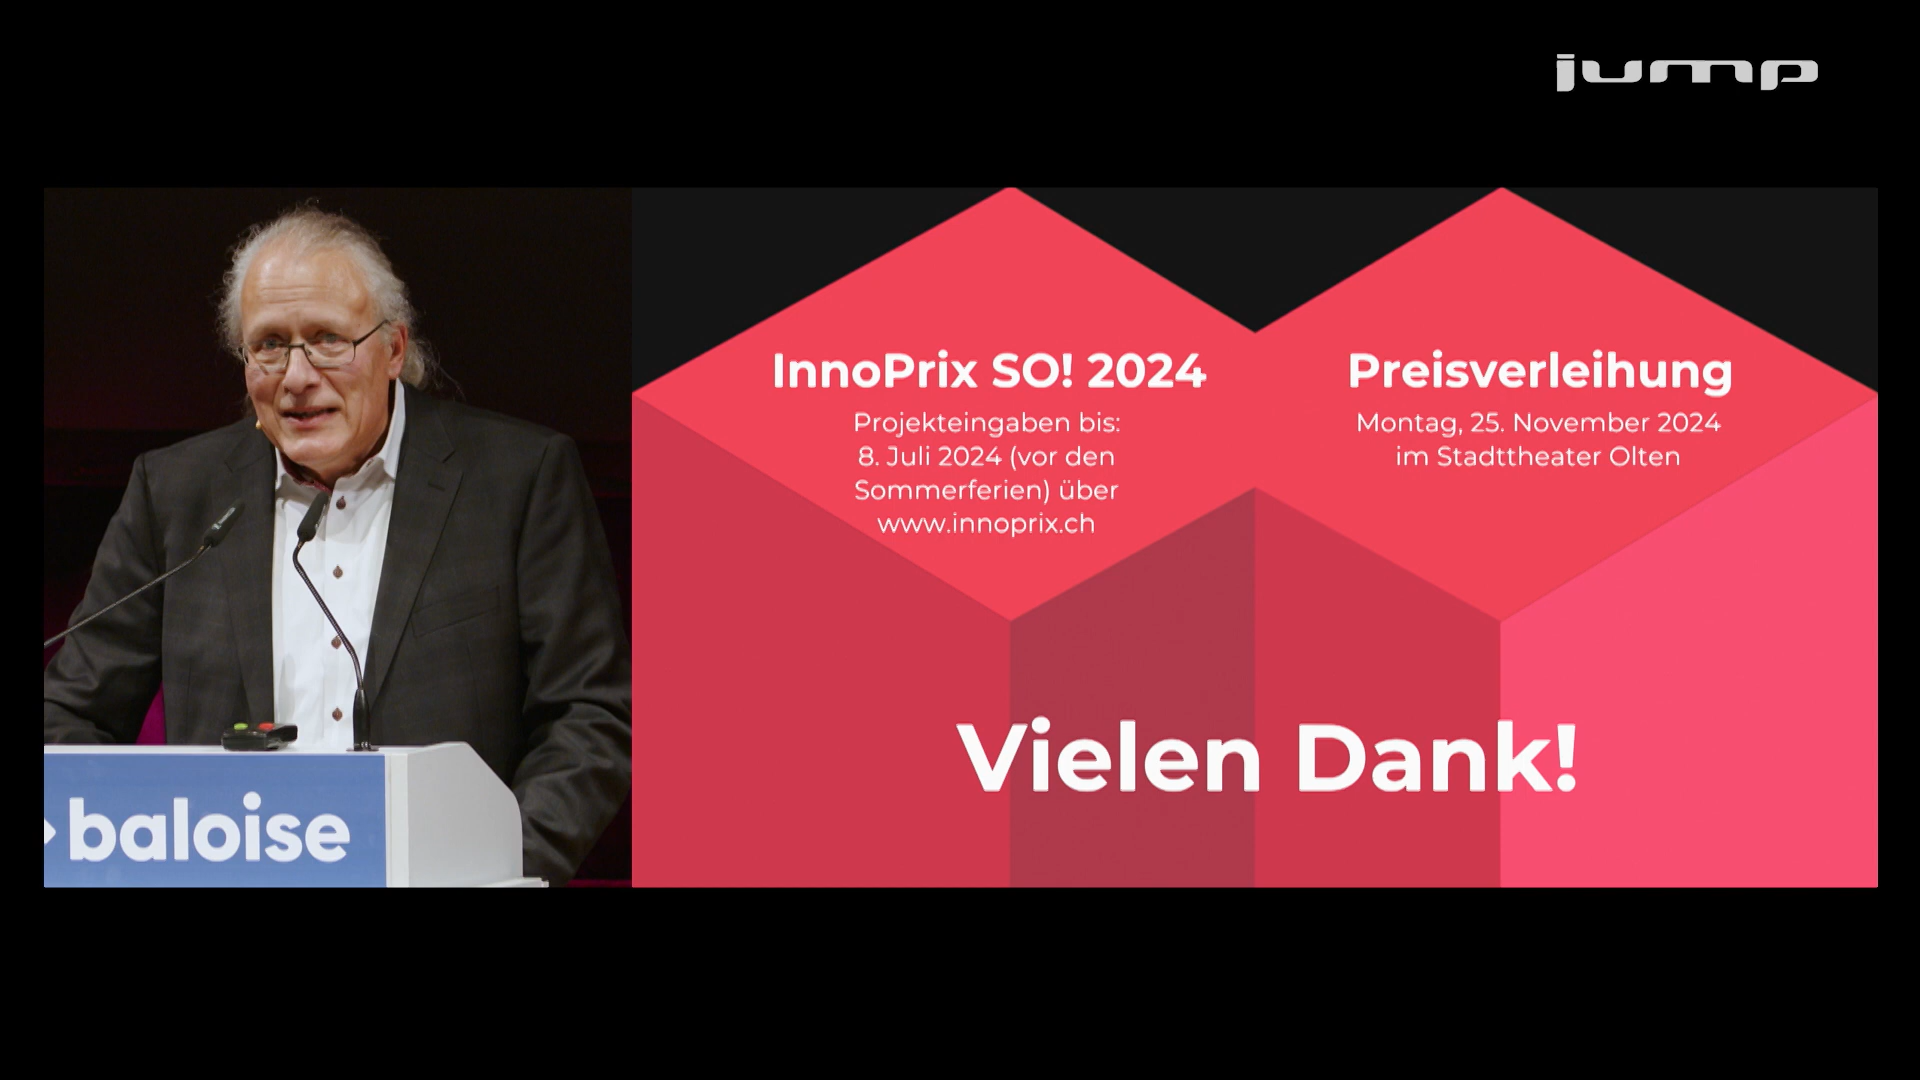 jump
InnoPrix SO! 2024
Projekteingaben bis:
8. Juli 2024 (vor den
Sommerferien) über
www.innoprix.ch
Preisverleihung
Montag, 25. November 2024
im Stadttheater Olten
Vielen Dank!
baloise